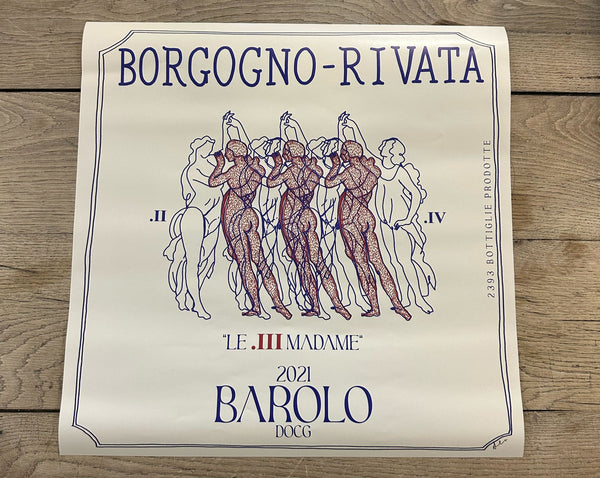 BORGOGNO-RIVATA
.II
.IV
2393 BOTTIGLIE PRODOTTE
"LE .III MADAME"
2021
BAROLO
DOCG